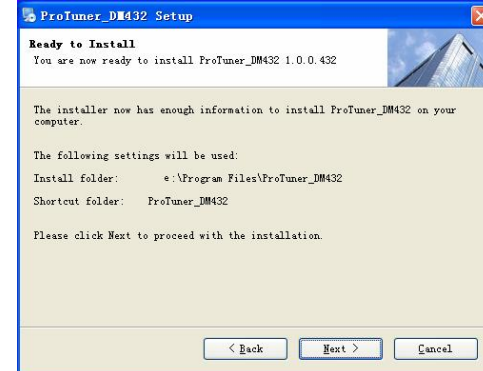 ProTuner_DM432 Setup
Ready to Install
You are now ready to install ProTuner_DM432 1.0.0.432
The installer now has enough information to install ProTuner_DM432 on your
computer.
The following settings will be used:
Install folder: e:\Program Files\ProTuner_DM432
Shortcut folder: ProTuner_DM432
Please click Next to proceed with the installation.
< Back Next > Cancel